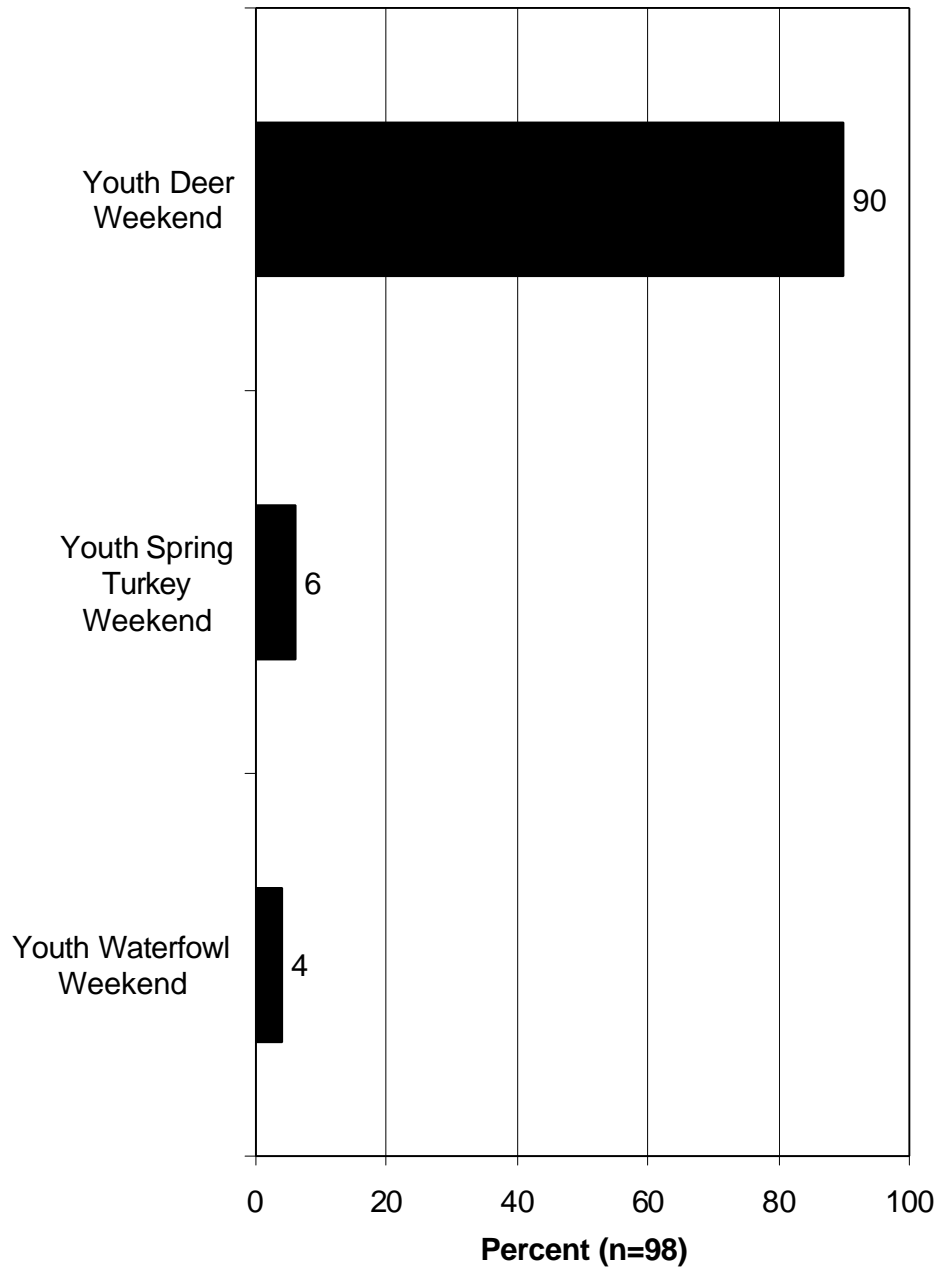 Youth Deer
Weekend
90
Youth Spring
Turkey
Weekend
6
Youth Waterfowl
Weekend
4
0 20 40 60 80 100
Percent (n=98)